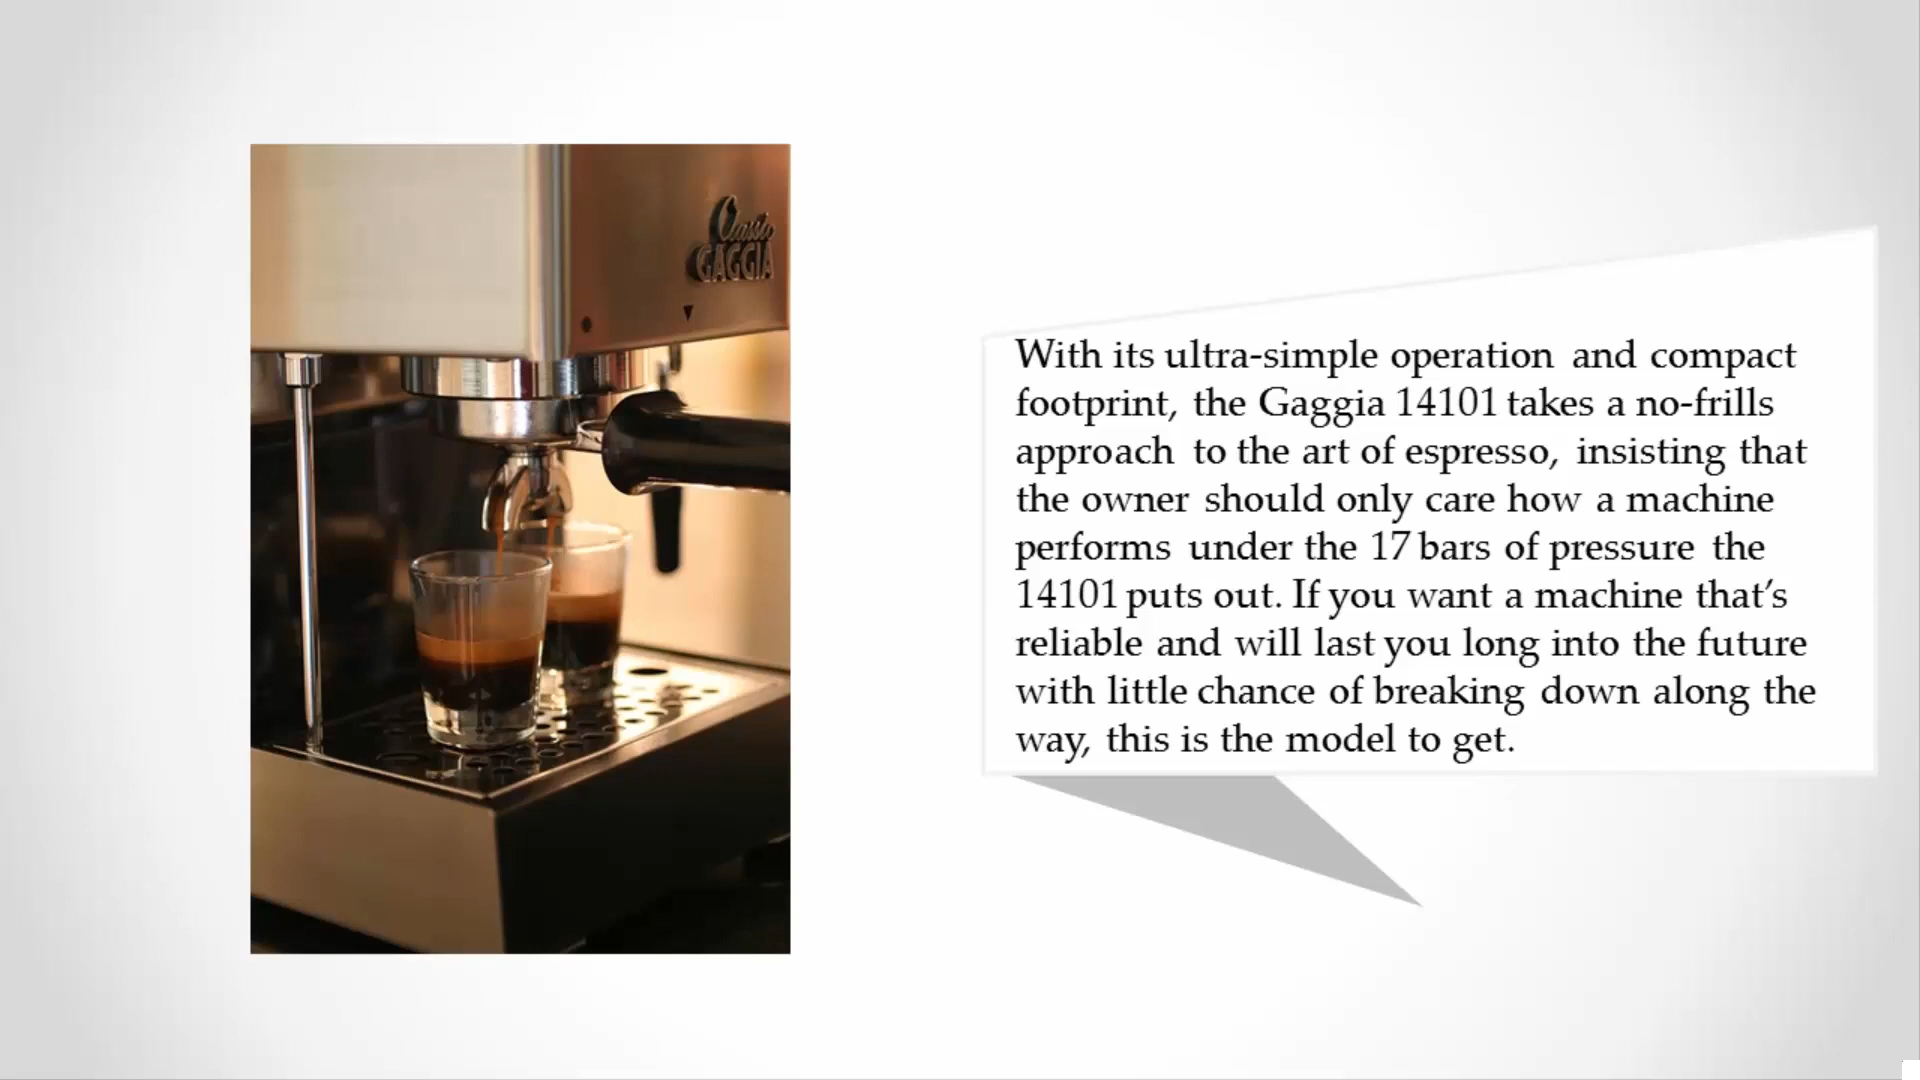 Classic
GAGGIA
With its ultra-simple operation and compact
footprint, the Gaggia 14101 takes a no-frills
approach to the art of espresso, insisting that
the owner should only care how a machine
performs under the 17 bars of pressure the
14101 puts out. If you want a machine that’s
reliable and will last you long into the future
with little chance of breaking down along the
way, this is the model to get.